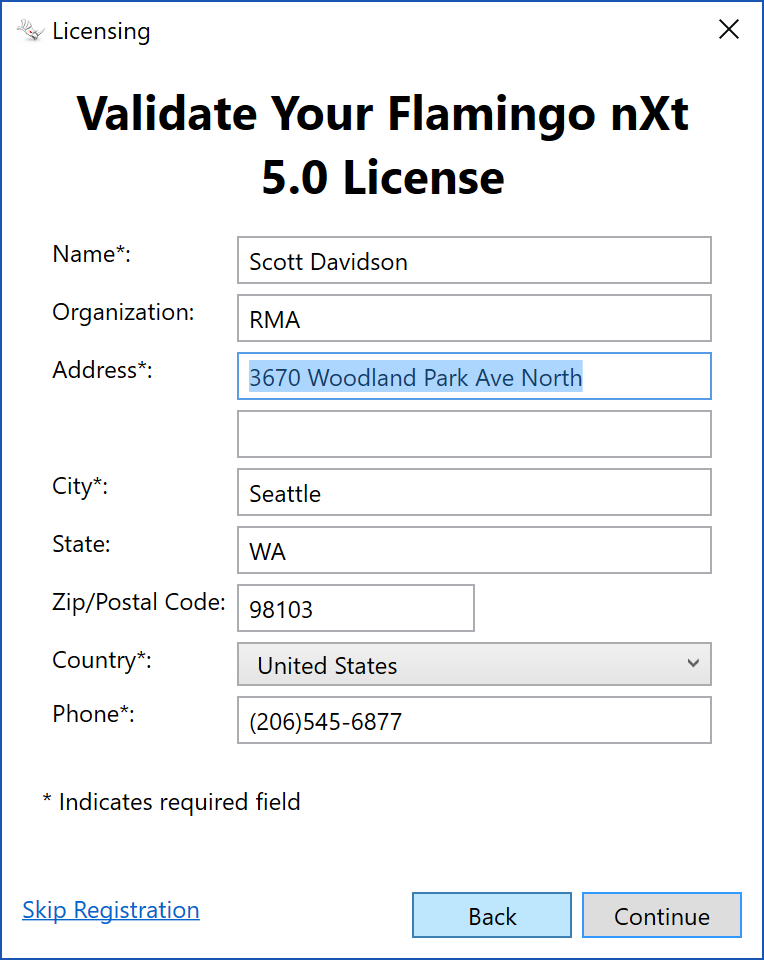 Licensing
Validate Your Flamingo nXt
5.0 License
Name*:
Scott Davidson
Organization:
RMA
Address*:
3670 Woodland Park Ave North
City*:
Seattle
State:
WA
Zip/Postal Code:
98103
Country*:
United States
Phone*:
(206)545-6877
* Indicates required field
Skip Registration
Back
Continue